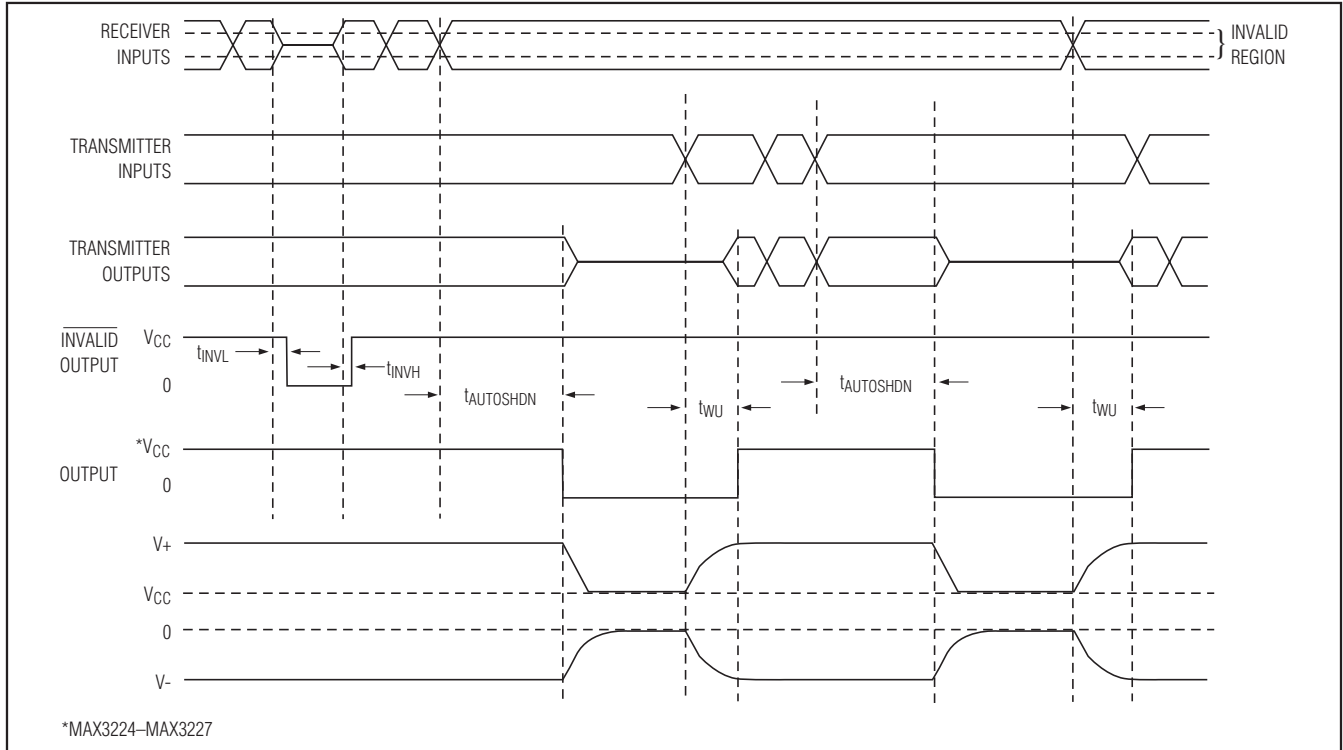 RECEIVER
INPUTS
} INVALID
REGION
TRANSMITTER
INPUTS
TRANSMITTER
OUTPUTS
INVALID
OUTPUT
VCC
0
tINVL
tINVH
tAUTOSHDN
tWU
tAUTOSHDN
tWU
OUTPUT
*VCC
0
V+
VCC
0
V-
*MAX3224–MAX3227